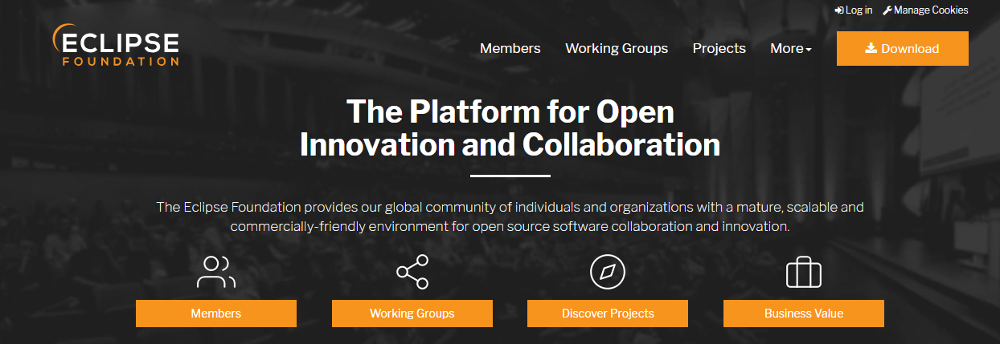 Log in Manage Cookies
ECLIPSE
FOUNDATION
Members Working Groups Projects More Download
The Platform for Open
Innovation and Collaboration
The Eclipse Foundation provides our global community of individuals and organizations with a mature, scalable and
commercially-friendly environment for open source software collaboration and innovation.
Members Working Groups Discover Projects Business Value